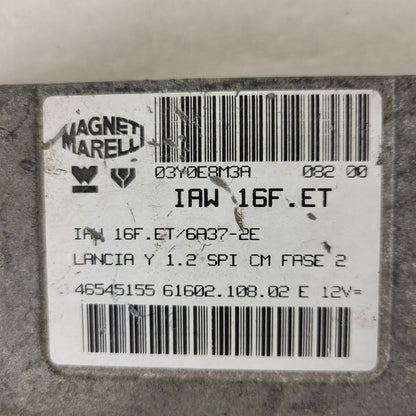 MAGNETI
MARELLI
03Y0E8M3A 082 00
IAW 16F.ET
IAW 16F.ET/6A37-2E
LANCIA Y 1.2 SPI CM FASE 2
46545155 61602.108.02 E 12V=